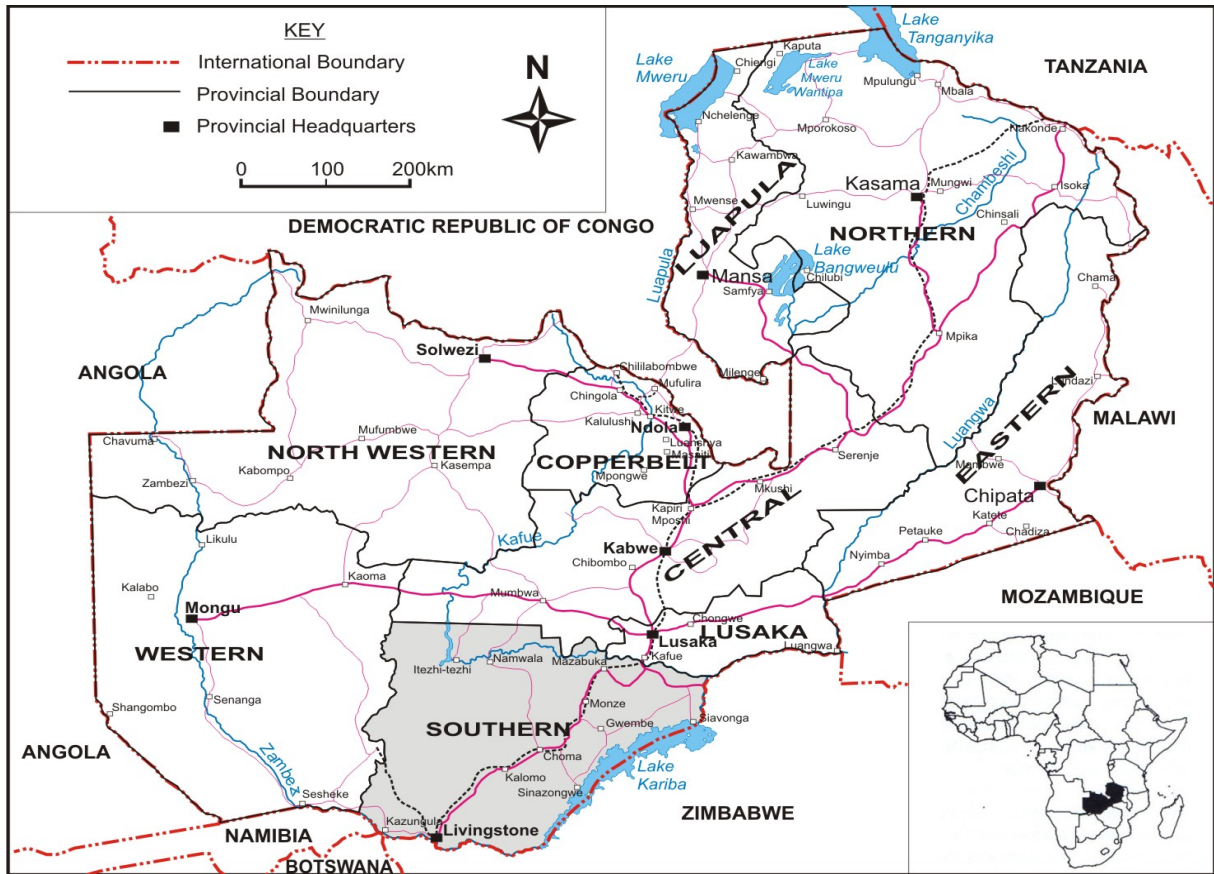 KEY
International Boundary
Provincial Boundary
Provincial Headquarters
0 100 200km
N
Lake
Tanganyika
Lake
Mweru
Kaputa
Chiengi
Lake
Mweru
Wantipa
Mpulungu
Mbala
TANZANIA
Nchelenge
Mporokoso
Nakonde
Kawambwa
LUAPULA
Kasama
Mungwi
Chambeshi
Isoka
Mwense
Luwingu
Chinsali
NORTHERN
DEMOCRATIC REPUBLIC OF CONGO
Luapula
Mansa
Lake
Bangweulu
Chilubi
Samfya
Chama
Mwinilunga
Mpika
Solwezi
ANGOLA
Chililabombwe
Mufulira
Milenge
Lundazi
Chingola
Kitwe
Kalulushi
Ndola
Luangwa
EASTERN
MALAWI
Chavuma
Mufumbwe
NORTH WESTERN
Luanshya
Masaiti
COPPERBELT
Serenje
Mambwe
Kasempa
Kabompo
Mpongwe
Zambezi
Mkushi
Chipata
Kapiri
Mposhi
CENTRAL
Katete
Chadiza
Petauke
Likulu
Kafue
Kabwe
Nyimba
Chibombo
Kaoma
Kalabo
Mumbwa
MOZAMBIQUE
Mongu
Chongwe
Lusaka
LUSAKA
WESTERN
Kafue
Luangwa
Itezhi-tezhi
Namwala
Mazabuka
Senanga
Monze
Shangombo
SOUTHERN
Gwembe
Siavonga
ANGOLA
Choma
Zambezi
Kalomo
Lake
Kariba
Sinazongwe
Sesheke
ZIMBABWE
Kazungula
Livingstone
NAMIBIA
BOTSWANA